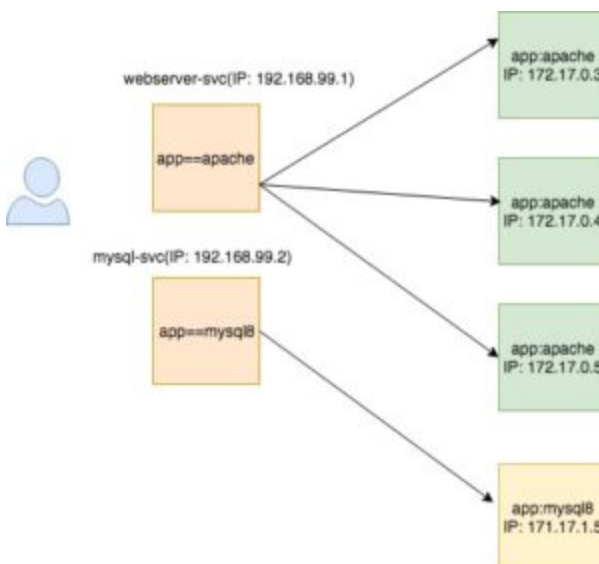 webserver-svc(IP: 192.168.99.1)
app==apache
mysql-svc(IP: 192.168.99.2)
app==mysql8
app:apache
IP: 172.17.0.3
app:apache
IP: 172.17.0.4
app:apache
IP: 172.17.0.5
app:mysql8
IP: 171.17.1.5